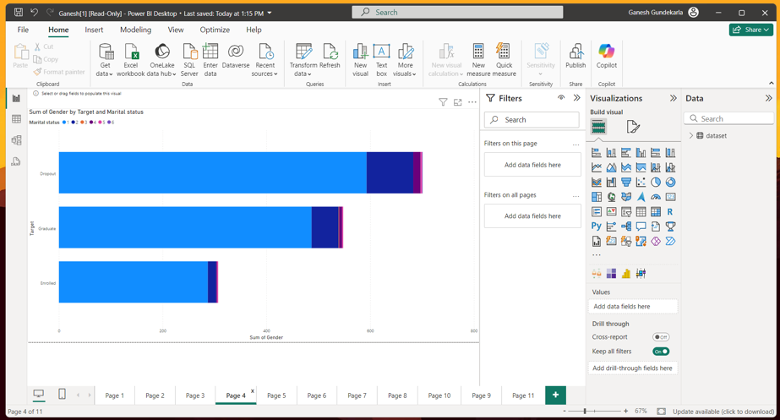 Ganesh[1] [Read-Only] • Power BI Desktop • Last saved: Today at 1:15 PM
Search
Ganesh Gundekarla
File Home Insert Modeling View Optimize Help
Share
Paste
Cut
Copy
Format painter
Get data
Excel workbook
OneLake data hub
SQL Server
Enter data
Dataverse
Recent sources
Transform data
Refresh
New visual
Text box
More visuals
New visual calculation
New measure
Quick measure
Sensitivity
Publish
Copilot
Clipboard Data Queries Insert Calculations Sensitivity Share Copilot
Select or drag fields to populate this visual
Sum of Gender by Target and Marital status
Marital status 1 2 3 4 5 6
Target
Dropout
Graduate
Enrolled
0 200 400 600 800
Sum of Gender
Filters
Search
Filters on this page
Add data fields here
Filters on all pages
Add data fields here
Visualizations
Build visual
R
Py
Values
Add data fields here
Drill through
Cross-report
Off
Keep all filters
On
Add drill-through fields here
Data
Search
dataset
Page 1 Page 2 Page 3 Page 4 Page 5 Page 6 Page 7 Page 8 Page 10 Page 9 Page 11
Page 4 of 11
67%
Update available (click to download)